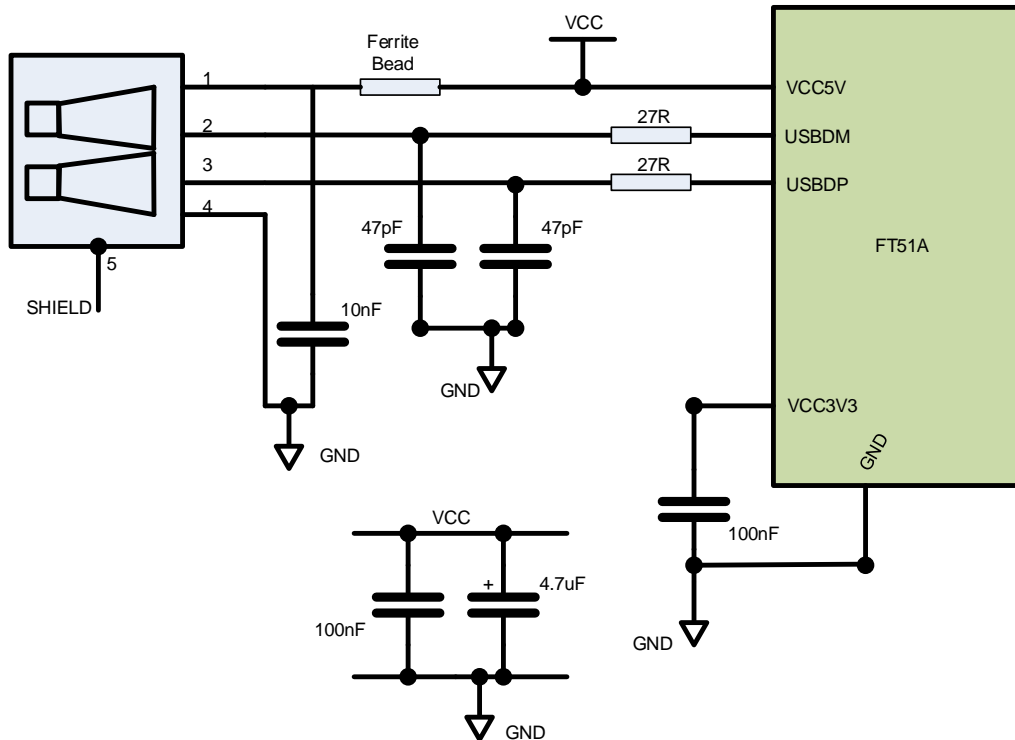 VCC
Ferrite
Bead
1
VCC5V
27R
2
USBDM
27R
3
USBDP
4
47pF
47pF
FT51A
5
SHIELD
10nF
GND
VCC3V3
GND
GND
VCC
100nF
+
4.7uF
100nF
GND
GND